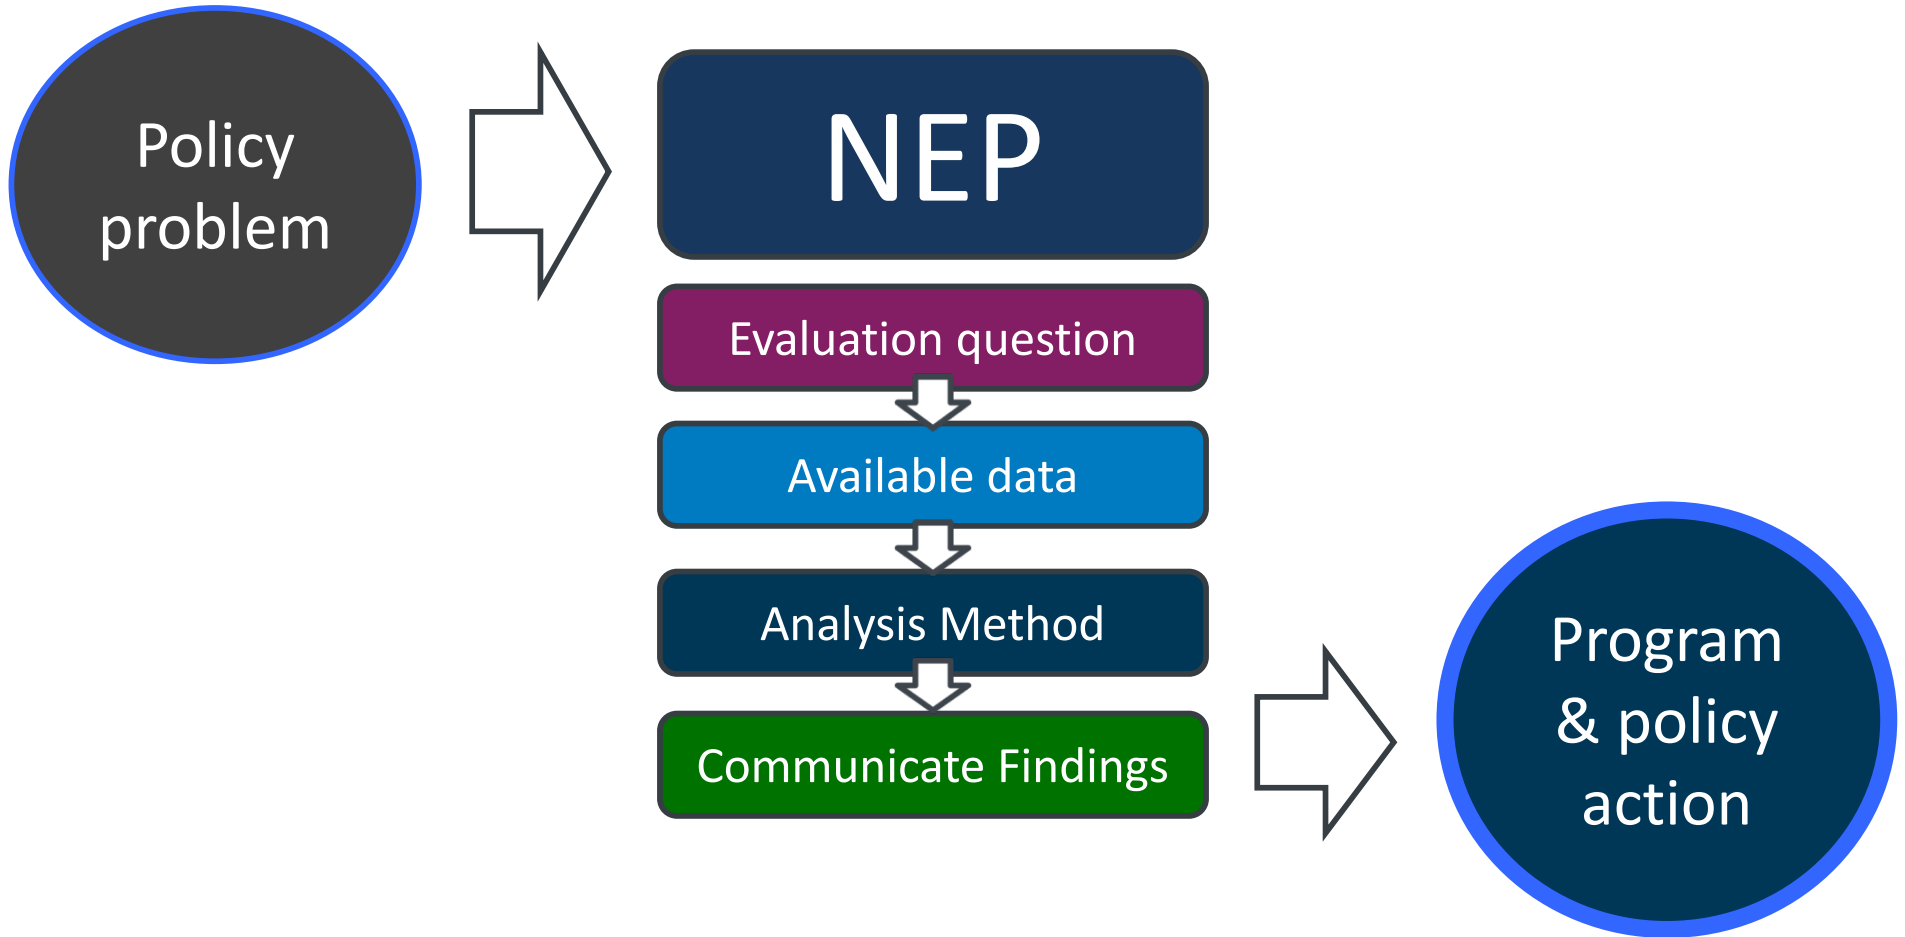 Policy
problem
NEP
Evaluation question
Available data
Analysis Method
Communicate Findings
Program
& policy
action